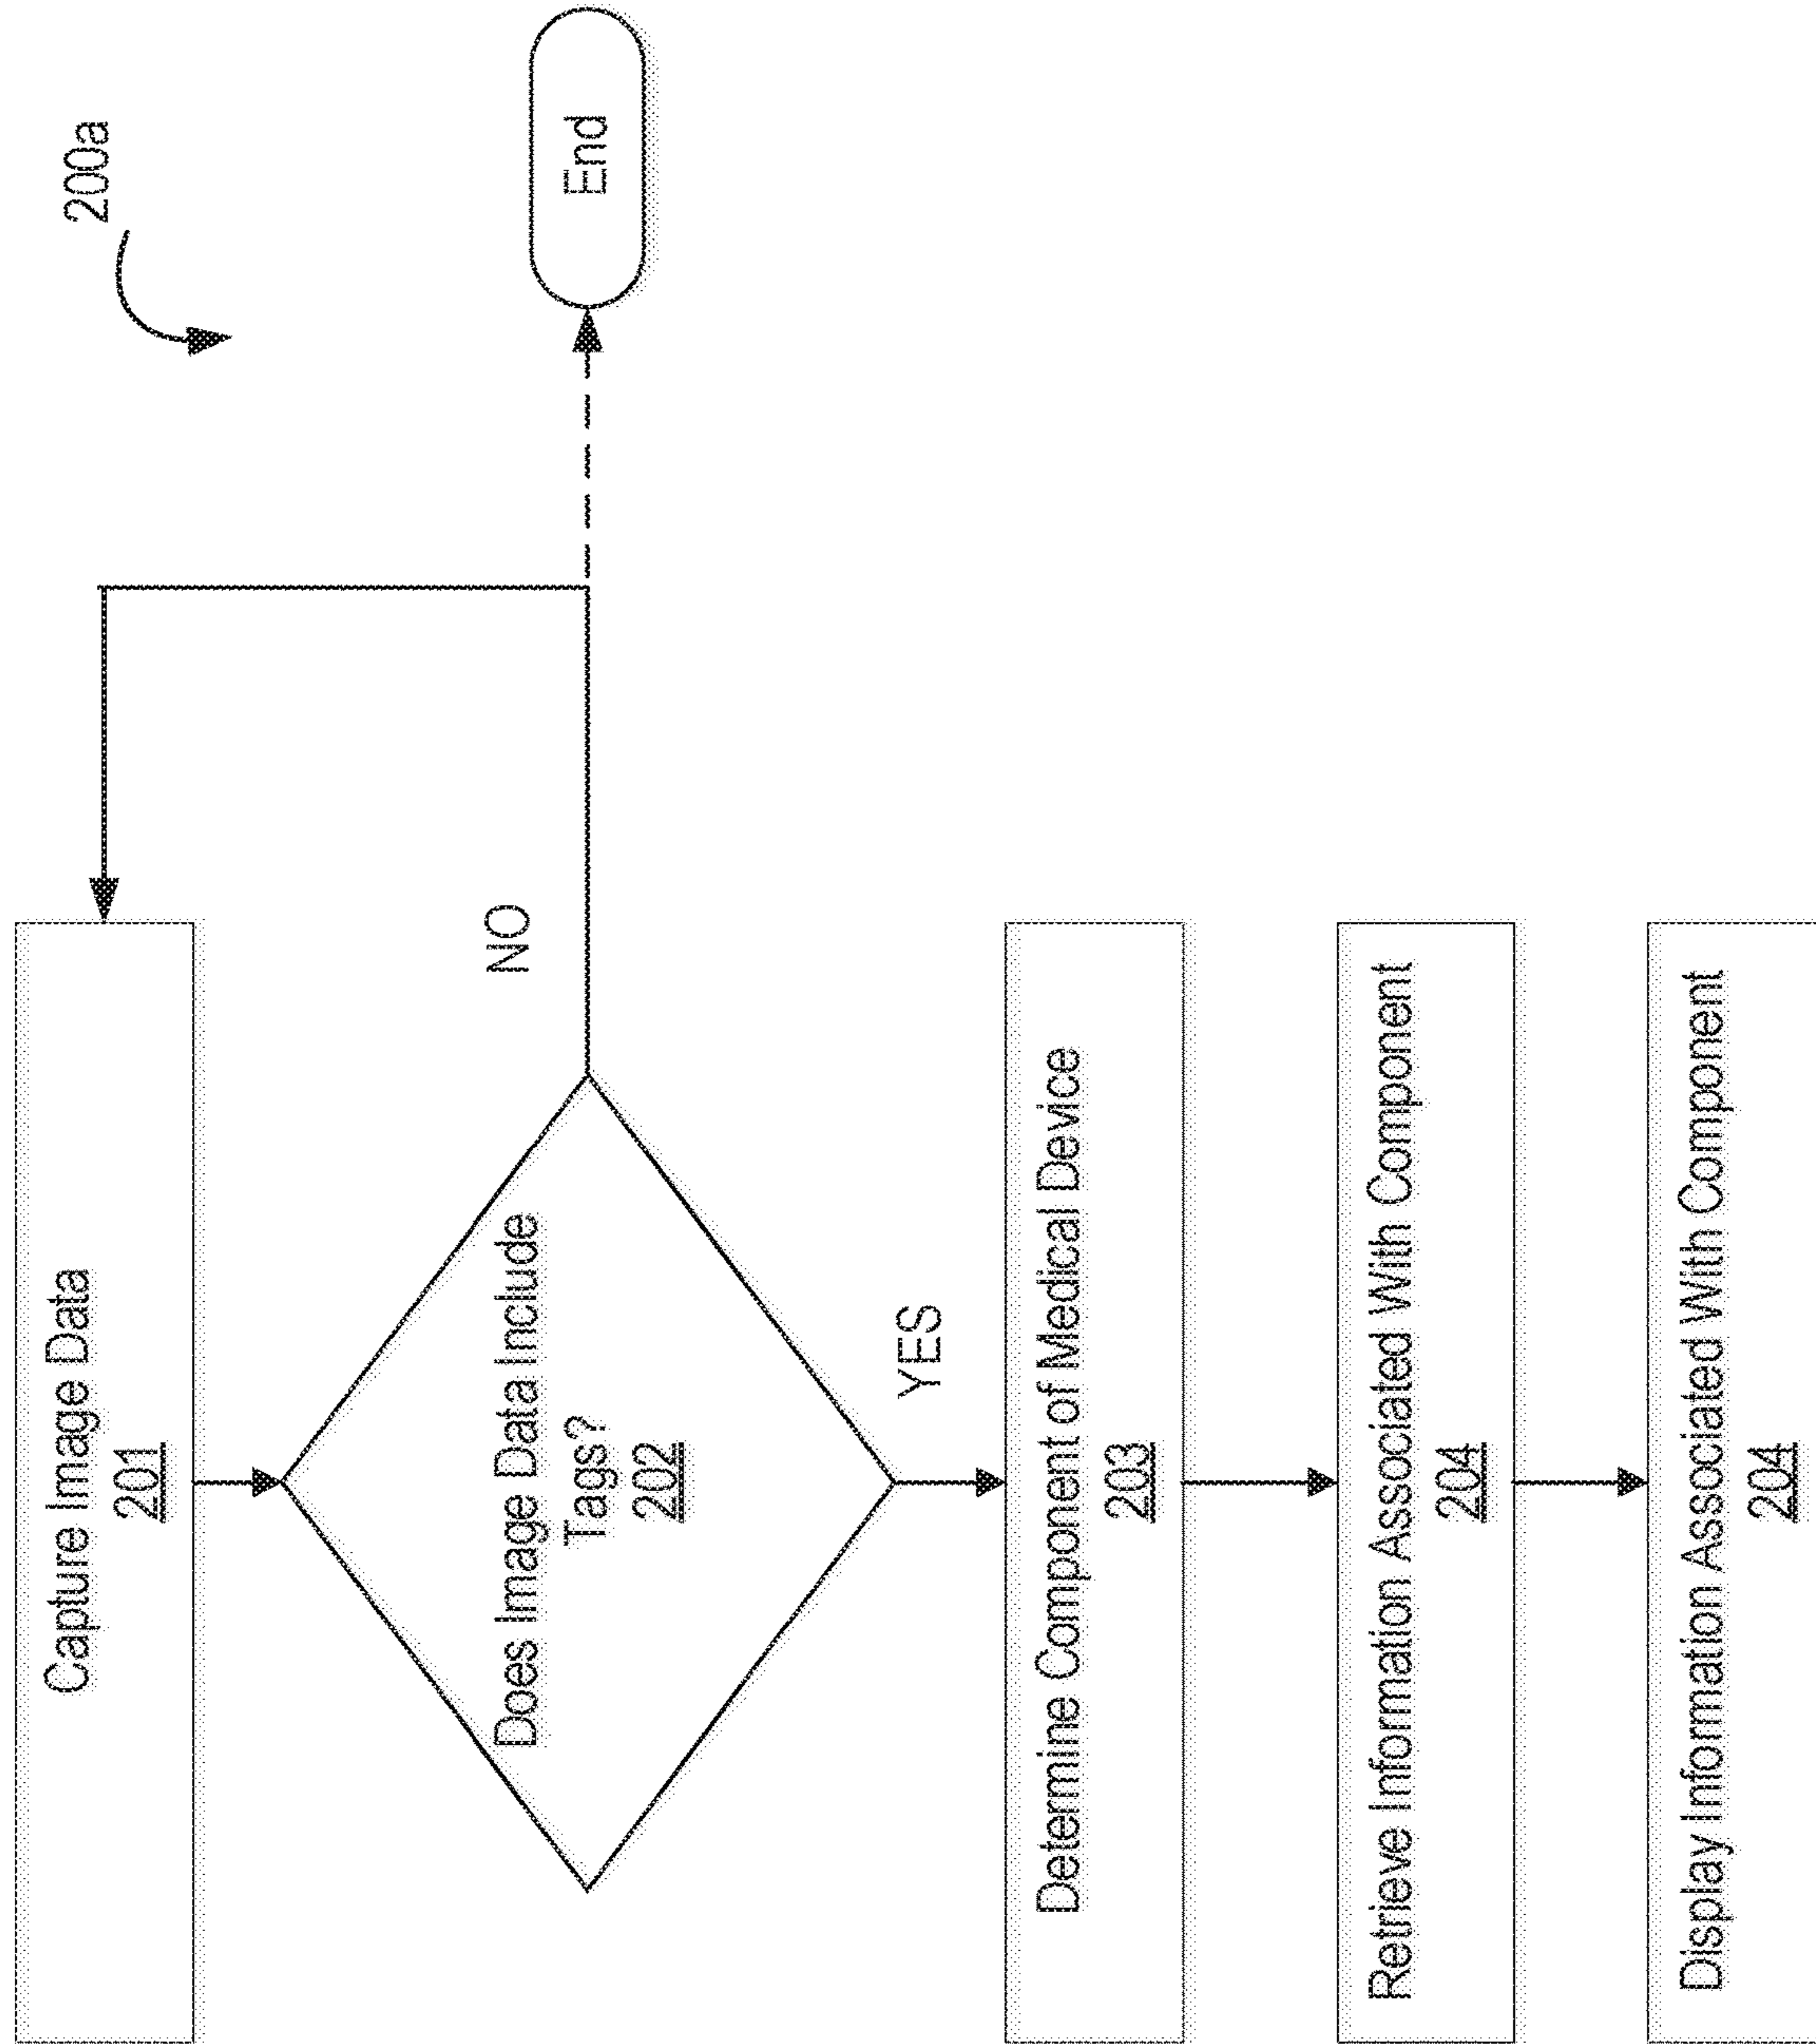 200a
Capture Image Data
201
Does Image Data Include
Tags?
202
NO
End
YES
Determine Component of Medical Device
203
Retrieve Information Associated With Component
204
Display Information Associated With Component
204